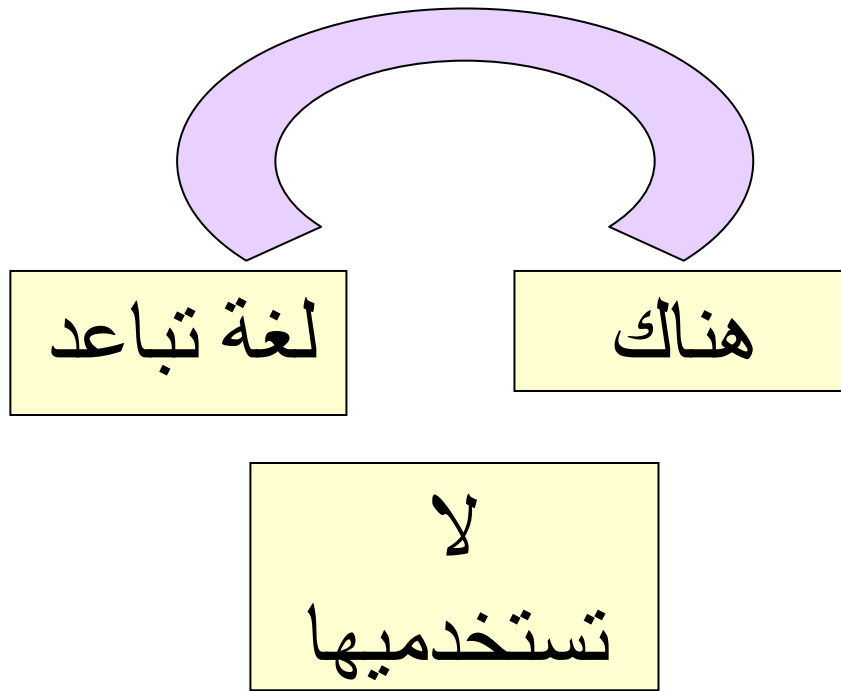 هناك
لغة تباعد
لا
تستخدميها